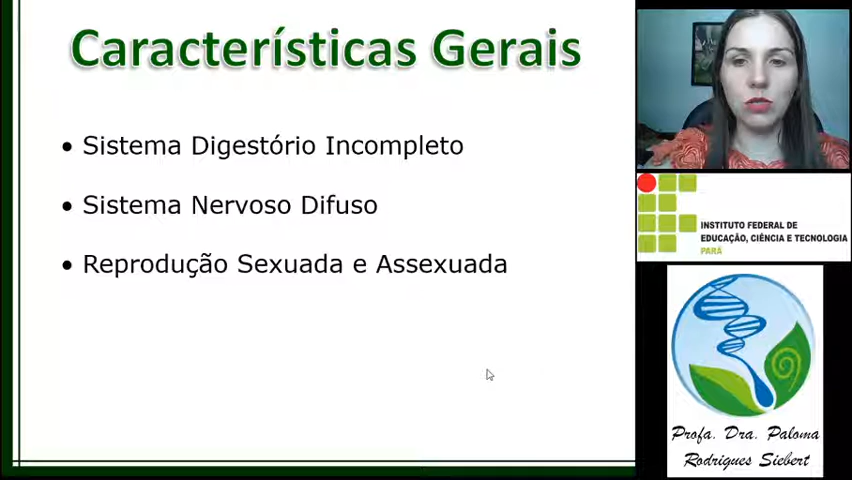 Características Gerais
• Sistema Digestório Incompleto
• Sistema Nervoso Difuso
• Reprodução Sexuada e Assexuada
INSTITUTO FEDERAL DE
EDUCAÇÃO, CIÊNCIA E TECNOLOGIA
PARÁ
Profa. Dra. Paloma
Rodrigues Siebert